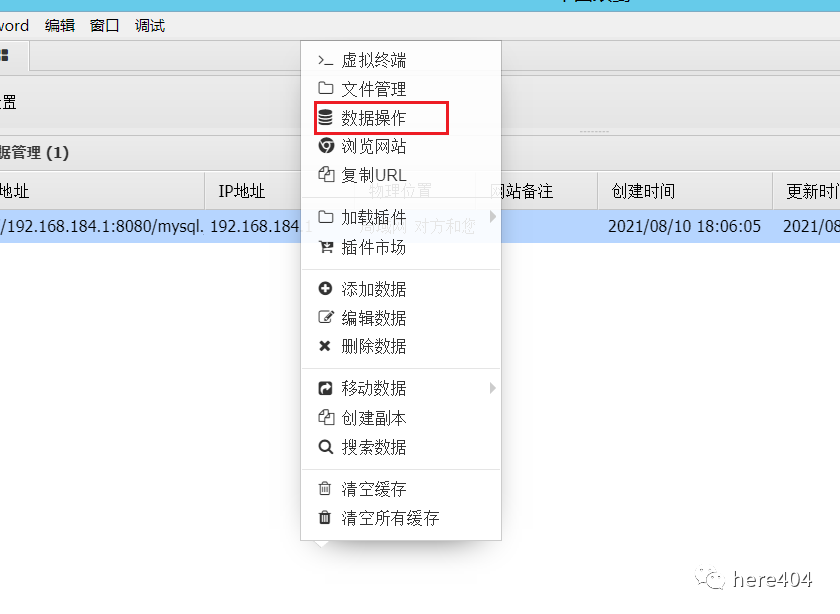 word 编辑 窗口 调试
置
据管理 (1)
地址 IP地址 物理位置 网站备注 创建时间 更新时间
/192.168.184.1:8080/mysql. 192.168.184.1 局域网 对方和您 2021/08/10 18:06:05 2021/08
虚拟终端
文件管理
数据操作
浏览网站
复制URL
加载插件
插件市场
添加数据
编辑数据
删除数据
移动数据
创建副本
搜索数据
清空缓存
清空所有缓存
here404